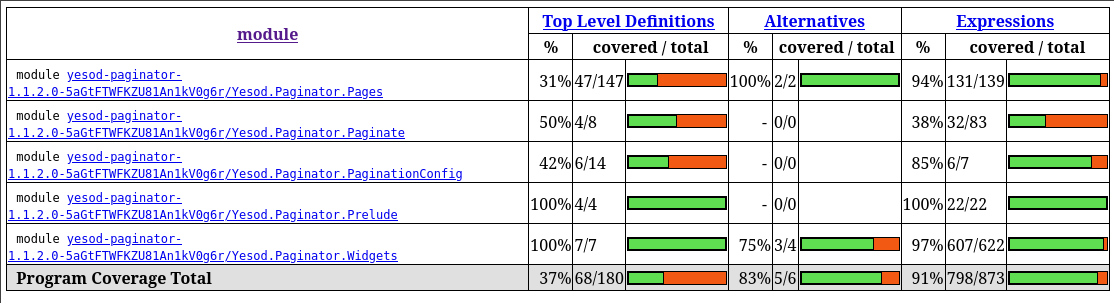 module Top Level Definitions Alternatives Expressions
% covered / total % covered / total % covered / total
module yesod-paginator-
1.1.2.0-5aGtFTWFKZU81An1kV0g6r/Yesod.Paginator.Pages 31% 47/147 100% 2/2 94% 131/139
module yesod-paginator-
1.1.2.0-5aGtFTWFKZU81An1kV0g6r/Yesod.Paginator.Paginate 50% 4/8 - 0/0 38% 32/83
module yesod-paginator-
1.1.2.0-5aGtFTWFKZU81An1kV0g6r/Yesod.Paginator.PaginationConfig 42% 6/14 - 0/0 85% 6/7
module yesod-paginator-
1.1.2.0-5aGtFTWFKZU81An1kV0g6r/Yesod.Paginator.Prelude 100% 4/4 - 0/0 100% 22/22
module yesod-paginator-
1.1.2.0-5aGtFTWFKZU81An1kV0g6r/Yesod.Paginator.Widgets 100% 7/7 75% 3/4 97% 607/622
Program Coverage Total 37% 68/180 83% 5/6 91% 798/873